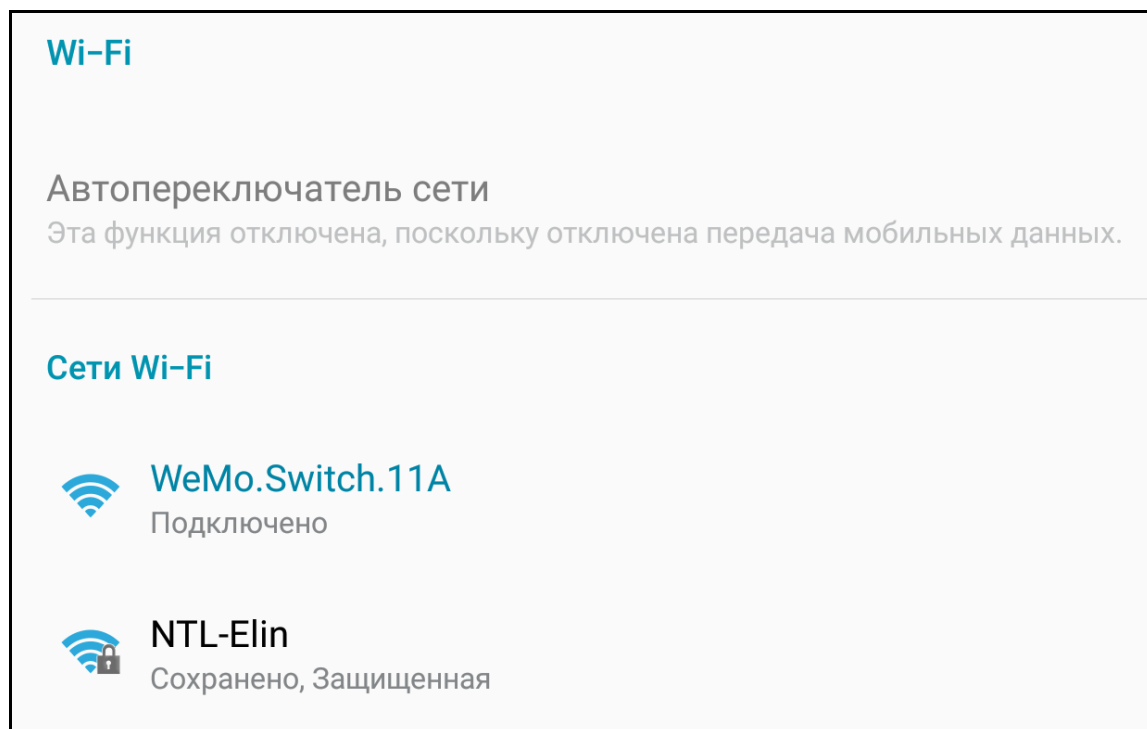 Wi-Fi
Автопереключатель сети
Эта функция отключена, поскольку отключена передача мобильных данных.
Сети Wi-Fi
WeMo.Switch.11A
Подключено
NTL-Elin
Сохранено, Защищенная